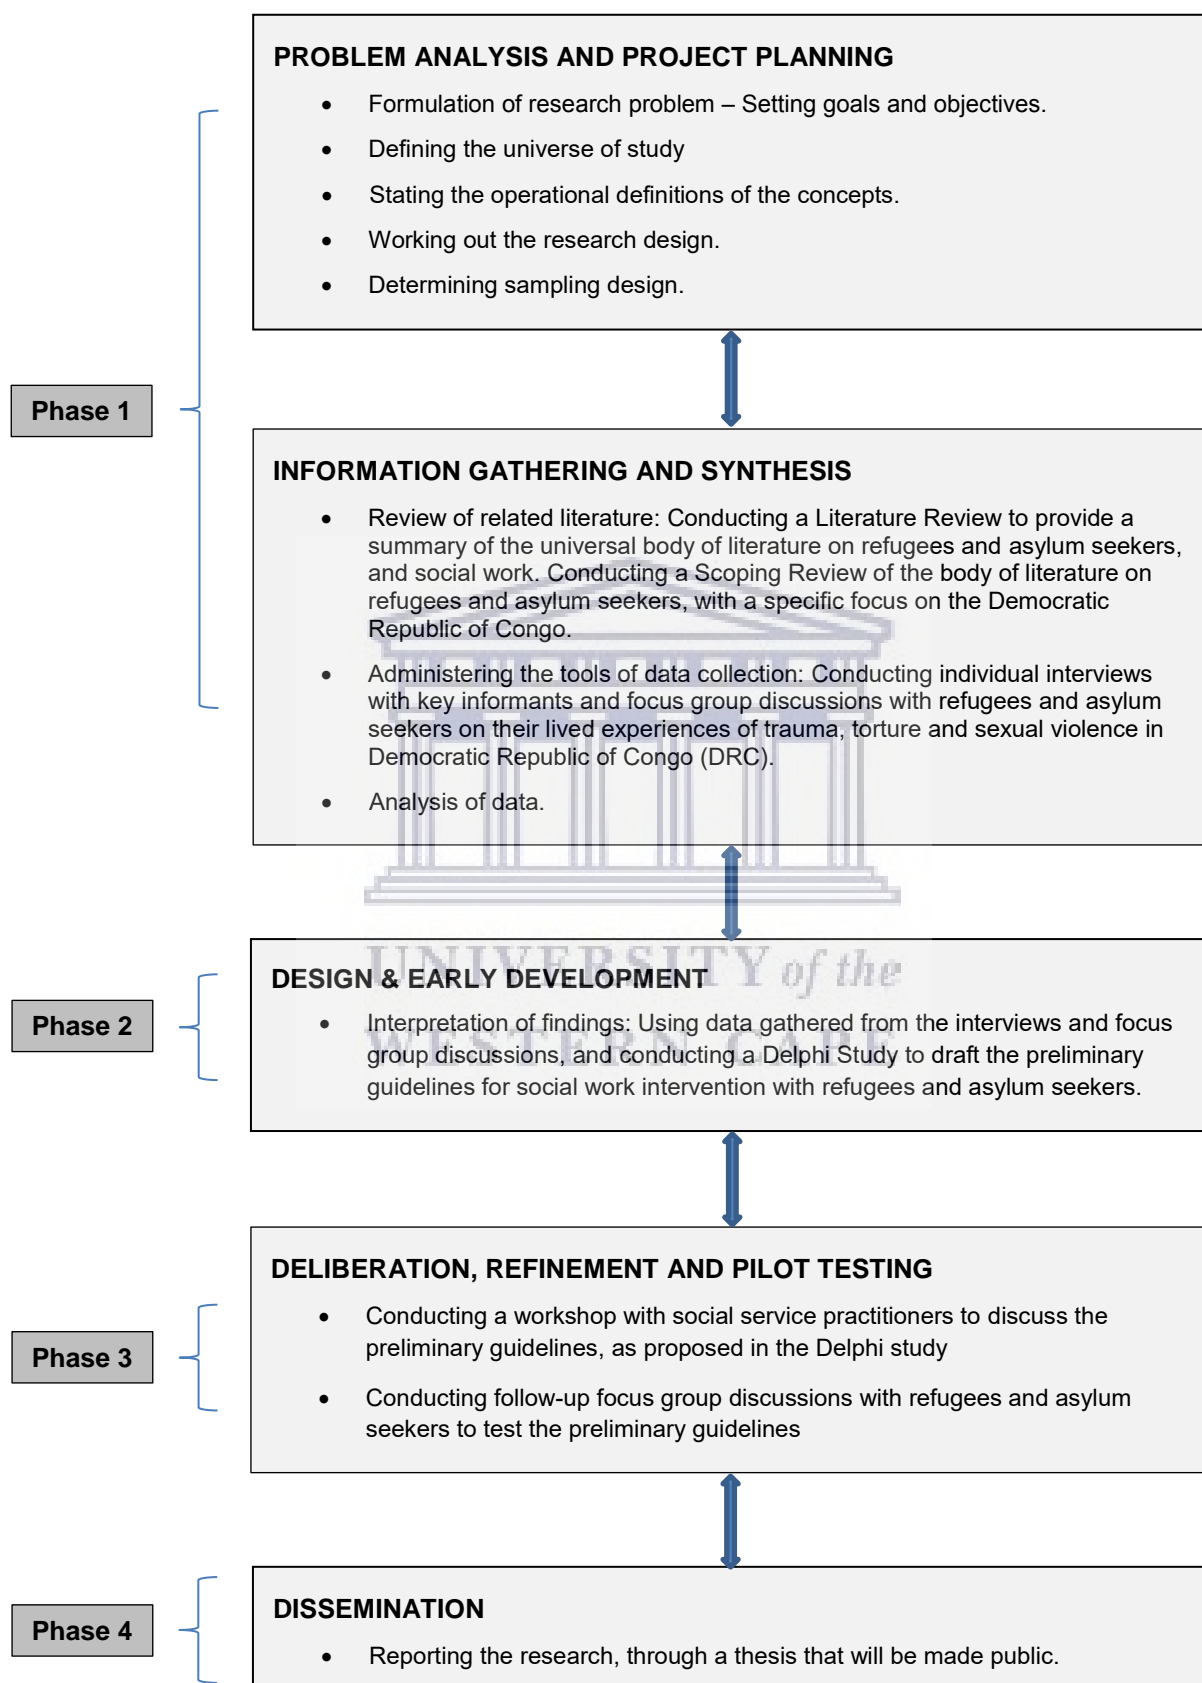 PROBLEM ANALYSIS AND PROJECT PLANNING
• Formulation of research problem – Setting goals and objectives.
• Defining the universe of study
• Stating the operational definitions of the concepts.
• Working out the research design.
• Determining sampling design.
Phase 1
INFORMATION GATHERING AND SYNTHESIS
• Review of related literature: Conducting a Literature Review to provide a
summary of the universal body of literature on refugees and asylum seekers,
and social work. Conducting a Scoping Review of the body of literature on
refugees and asylum seekers, with a specific focus on the Democratic
Republic of Congo.
• Administering the tools of data collection: Conducting individual interviews
with key informants and focus group discussions with refugees and asylum
seekers on their lived experiences of trauma, torture and sexual violence in
Democratic Republic of Congo (DRC).
• Analysis of data.
UNIVERSITY of the
WESTERN CAPE
Phase 2
DESIGN & EARLY DEVELOPMENT
• Interpretation of findings: Using data gathered from the interviews and focus
group discussions, and conducting a Delphi Study to draft the preliminary
guidelines for social work intervention with refugees and asylum seekers.
Phase 3
DELIBERATION, REFINEMENT AND PILOT TESTING
• Conducting a workshop with social service practitioners to discuss the
preliminary guidelines, as proposed in the Delphi study
• Conducting follow-up focus group discussions with refugees and asylum
seekers to test the preliminary guidelines
Phase 4
DISSEMINATION
• Reporting the research, through a thesis that will be made public.